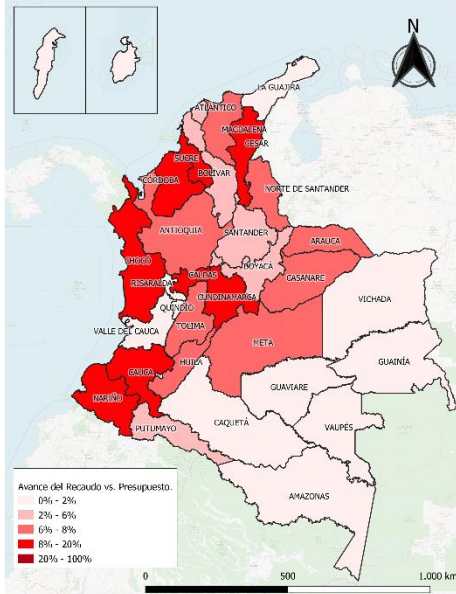 N
LA GUAJIRA
ATLÁNTICO
MAGDALENA
CESAR
SUCRE
CÓRDOBA
BOLÍVAR
NORTE DE SANTANDER
ANTIOQUIA
SANTANDER
ARAUCA
CHOCÓ
BOYACÁ
CALDAS
RISARALDA
CASANARE
CUNDINAMARCA
VICHADA
QUINDÍO
VALLE DEL CAUCA
TOLIMA
META
GUAINÍA
HUILA
CAUCA
GUAVIARE
NARIÑO
VAUPÉS
CAQUETÁ
PUTUMAYO
AMAZONAS
Avance del Recaudo vs. Presupuesto.
0% - 2%
2% - 6%
6% - 8%
8% - 20%
20% - 100%
0 500 1.000 km